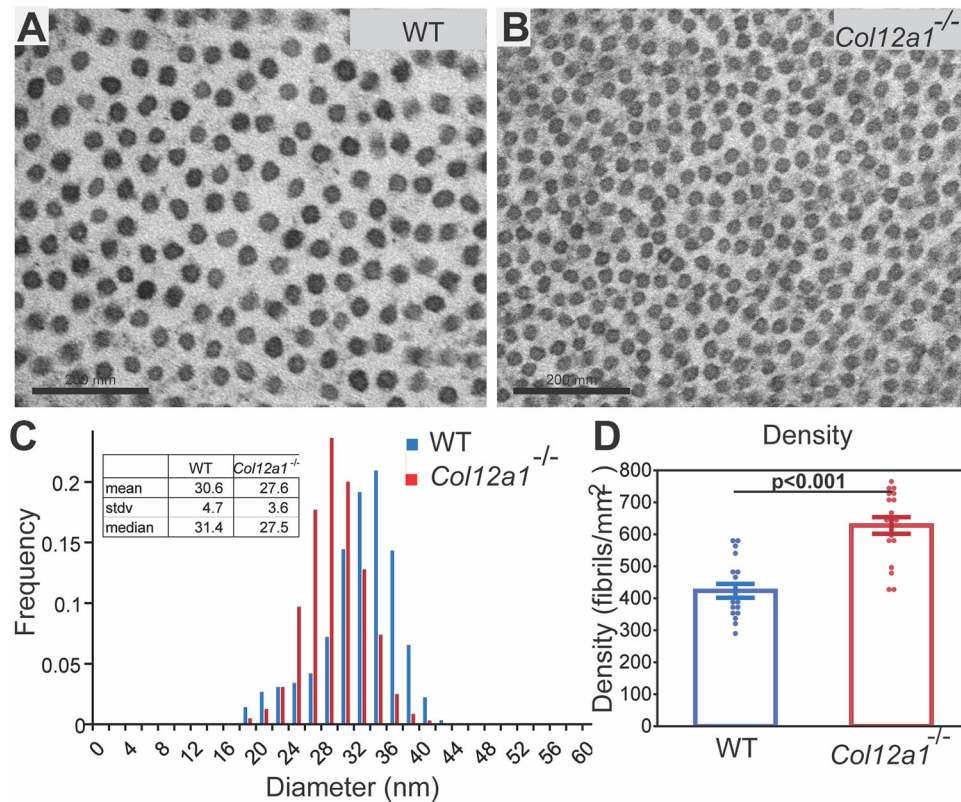 A
WT
B
Col12a1-/-
200 mm
200 mm
C
WT
Col12a1-/-
WT Col12a1-/-
mean 30.6 27.6
stdv 4.7 3.6
median 31.4 27.5
Frequency
0.2
0.15
0.1
0.05
0
0 4 8 12 16 20 24 28 32 36 40 44 48 52 56 60
Diameter (nm)
D
Density
p<0.001
Density (fibrils/mm2)
800
700
600
500
400
300
200
100
0
WT
Col12a1-/-